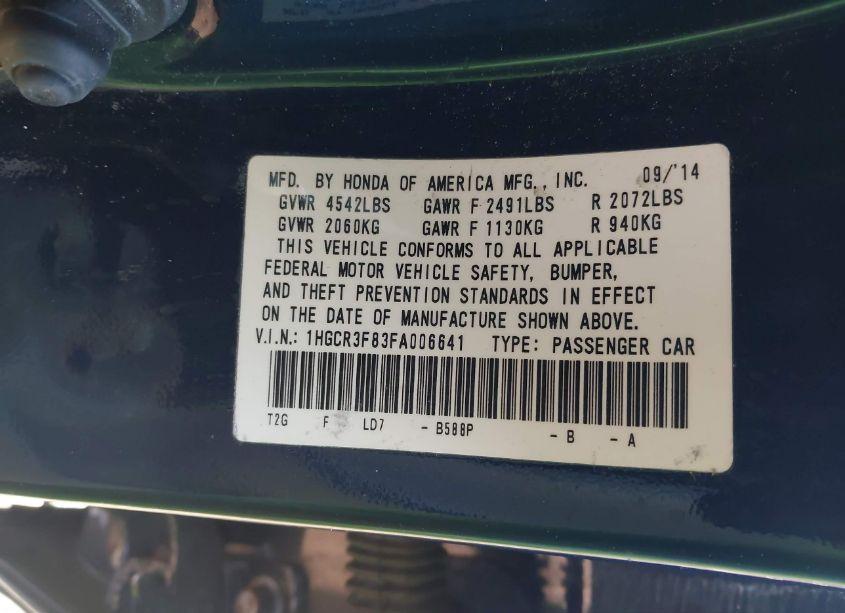 MFD. BY HONDA OF AMERICA MFG., INC. 09/'14
GVWR 4542LBS GAWR F 2491LBS R 2072LBS
GVWR 2060KG GAWR F 1130KG R 940KG
THIS VEHICLE CONFORMS TO ALL APPLICABLE
FEDERAL MOTOR VEHICLE SAFETY, BUMPER,
AND THEFT PREVENTION STANDARDS IN EFFECT
ON THE DATE OF MANUFACTURE SHOWN ABOVE.
V.I.N.: 1HGCR3F83FA006641 TYPE: PASSENGER CAR
T2G F LD7 - B588P - B - A